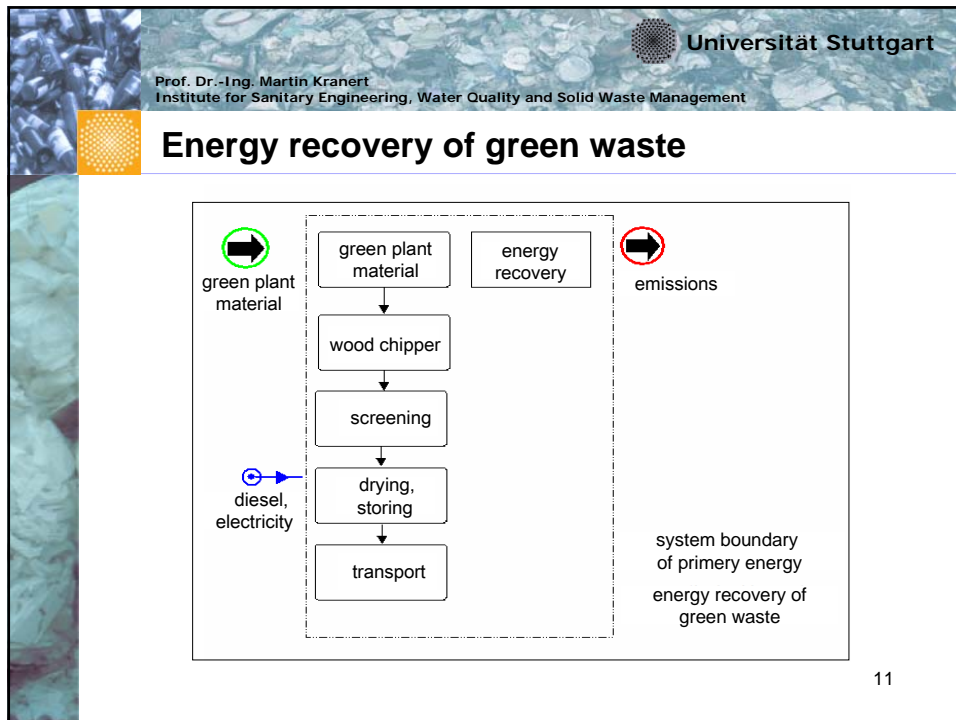 Universität Stuttgart
Prof. Dr.-Ing. Martin Kranert
Institute for Sanitary Engineering, Water Quality and Solid Waste Management
Energy recovery of green waste
green plant
material
green plant
material
energy
recovery
emissions
wood chipper
screening
diesel,
electricity
drying,
storing
transport
system boundary
of primery energy
energy recovery of
green waste
11